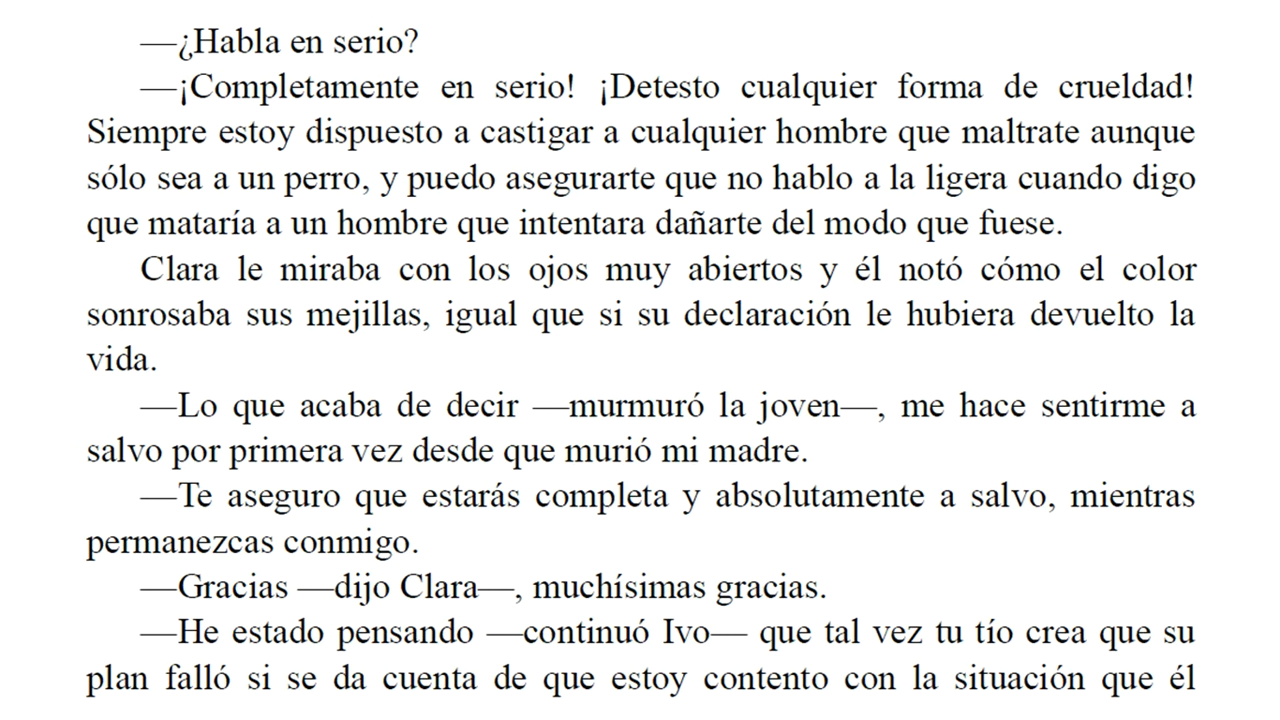 —¿Habla en serio?
—¡Completamente en serio! ¡Detesto cualquier forma de crueldad!
Siempre estoy dispuesto a castigar a cualquier hombre que maltrate aunque
sólo sea a un perro, y puedo asegurarte que no hablo a la ligera cuando digo
que mataría a un hombre que intentara dañarte del modo que fuese.
Clara le miraba con los ojos muy abiertos y él notó cómo el color
sonrosaba sus mejillas, igual que si su declaración le hubiera devuelto la
vida.
—Lo que acaba de decir —murmuró la joven—, me hace sentirme a
salvo por primera vez desde que murió mi madre.
—Te aseguro que estarás completa y absolutamente a salvo, mientras
permanezcas conmigo.
—Gracias —dijo Clara—, muchísimas gracias.
—He estado pensando —continuó Ivo— que tal vez tu tío crea que su
plan falló si se da cuenta de que estoy contento con la situación que él